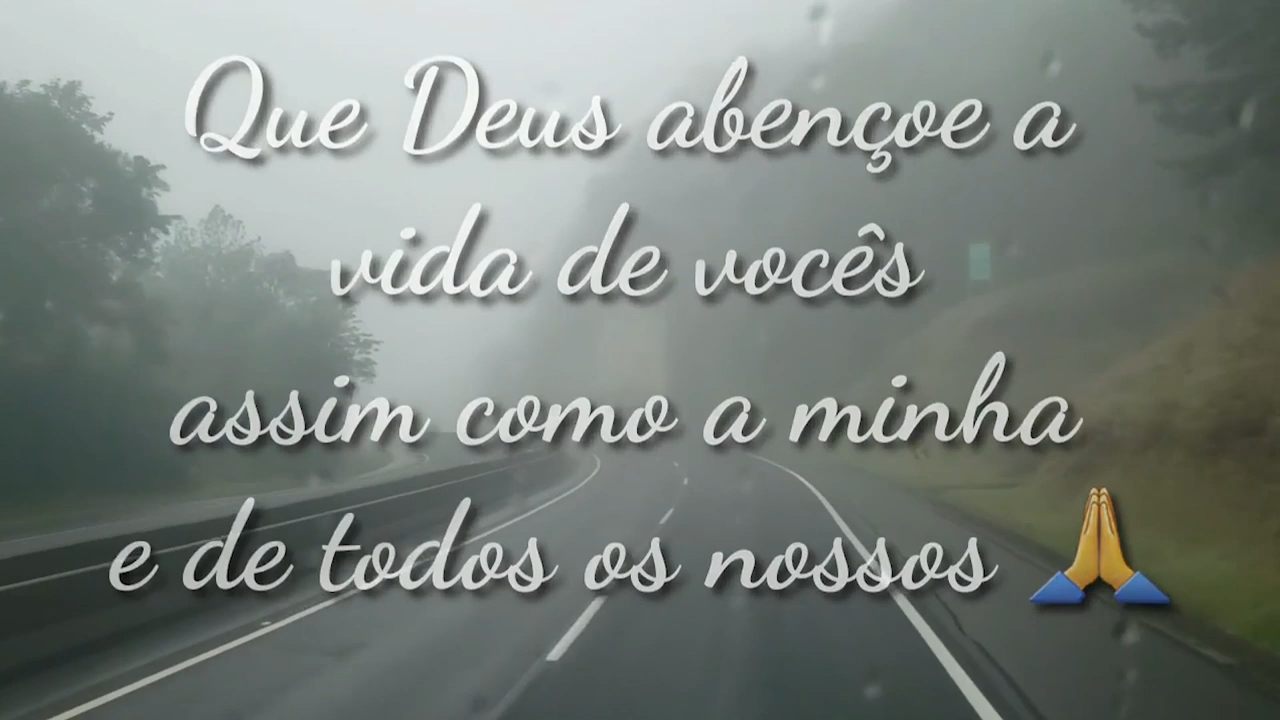 Que Deus abençoe a
vida de vocês
assim como a minha
e de todos os nossos 🙏